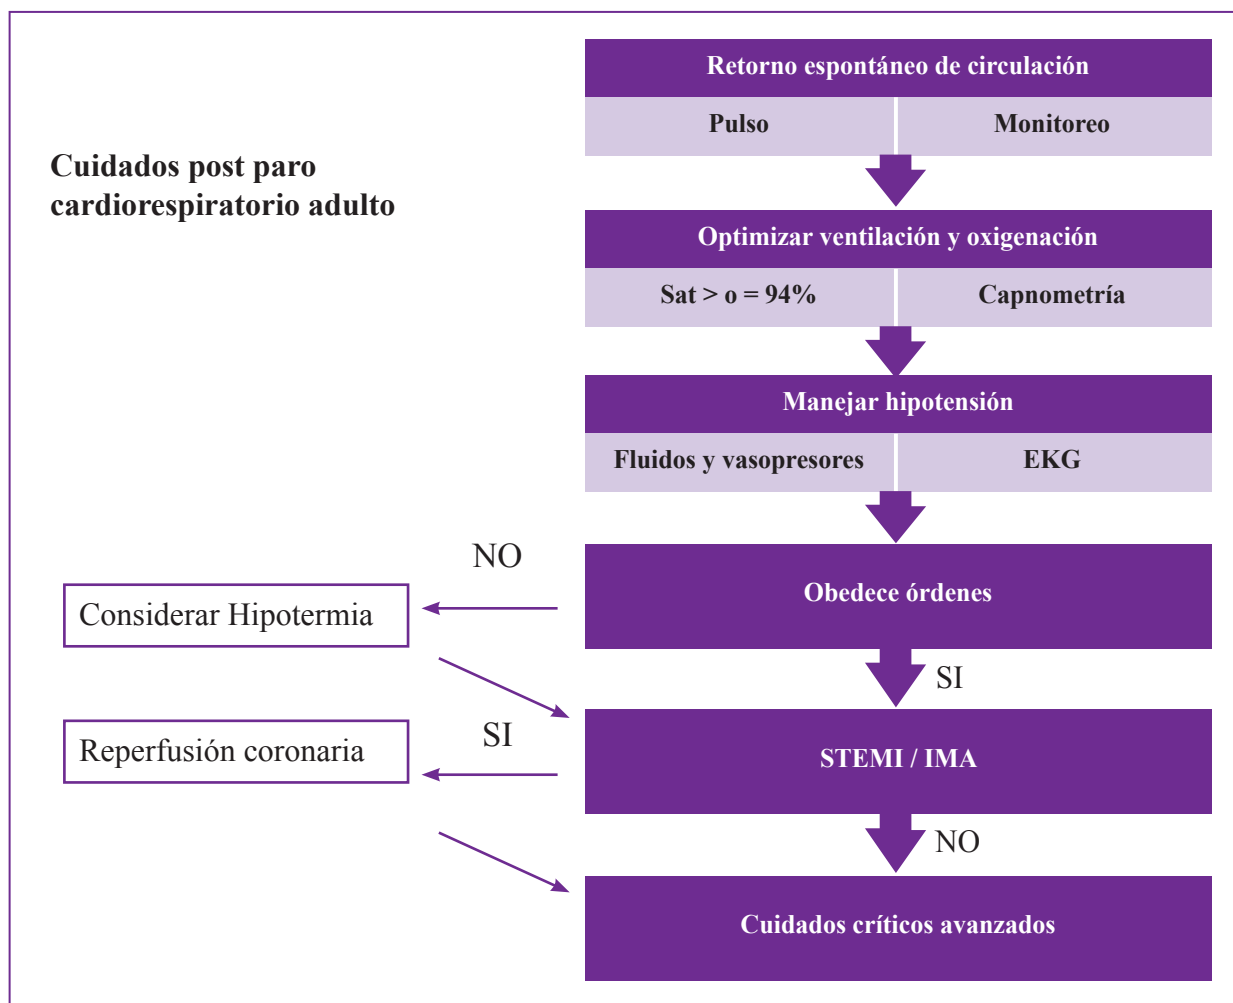 Cuidados post paro
cardiorespiratorio adulto
Retorno espontáneo de circulación
Pulso
Monitoreo
Optimizar ventilación y oxigenación
Sat > o = 94%
Capnometría
Manejar hipotensión
Fluidos y vasopresores
EKG
Obedece órdenes
NO
Considerar Hipotermia
SI
STEMI / IMA
SI
Reperfusión coronaria
NO
Cuidados críticos avanzados